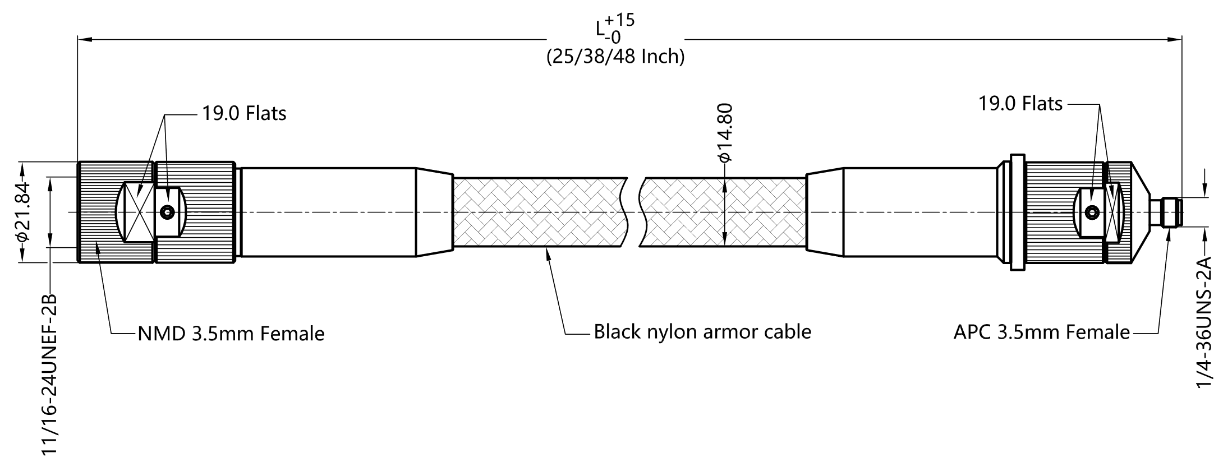 L+15
-0
(25/38/48 Inch)
19.0 Flats
19.0 Flats
ϕ14.80
ϕ21.84
11/16-24UNEF-2B
1/4-36UNS-2A
NMD 3.5mm Female
Black nylon armor cable
APC 3.5mm Female